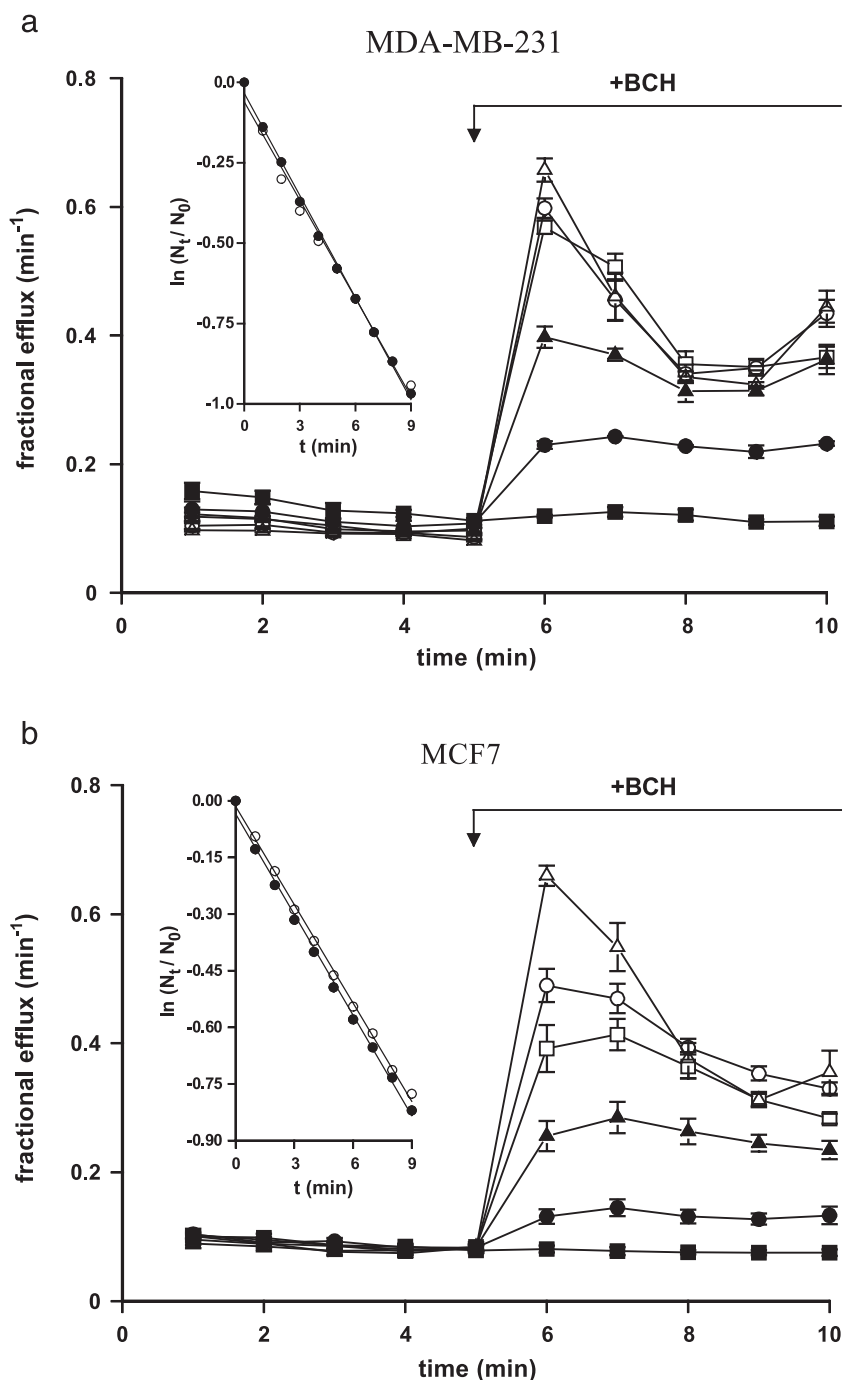 a
MDA-MB-231
+BCH
fractional efflux (min⁻¹)
0.8
0.6
0.4
0.2
0
0 2 4 6 8 10
time (min)
ln (Nt / N0)
0.0
-0.25
-0.50
-0.75
-1.0
0 3 6 9
t (min)
b
MCF7
+BCH
fractional efflux (min⁻¹)
0.8
0.6
0.4
0.2
0
0 2 4 6 8 10
time (min)
ln (Nt / N0)
0.00
-0.15
-0.30
-0.45
-0.60
-0.75
-0.90
0 3 6 9
t (min)